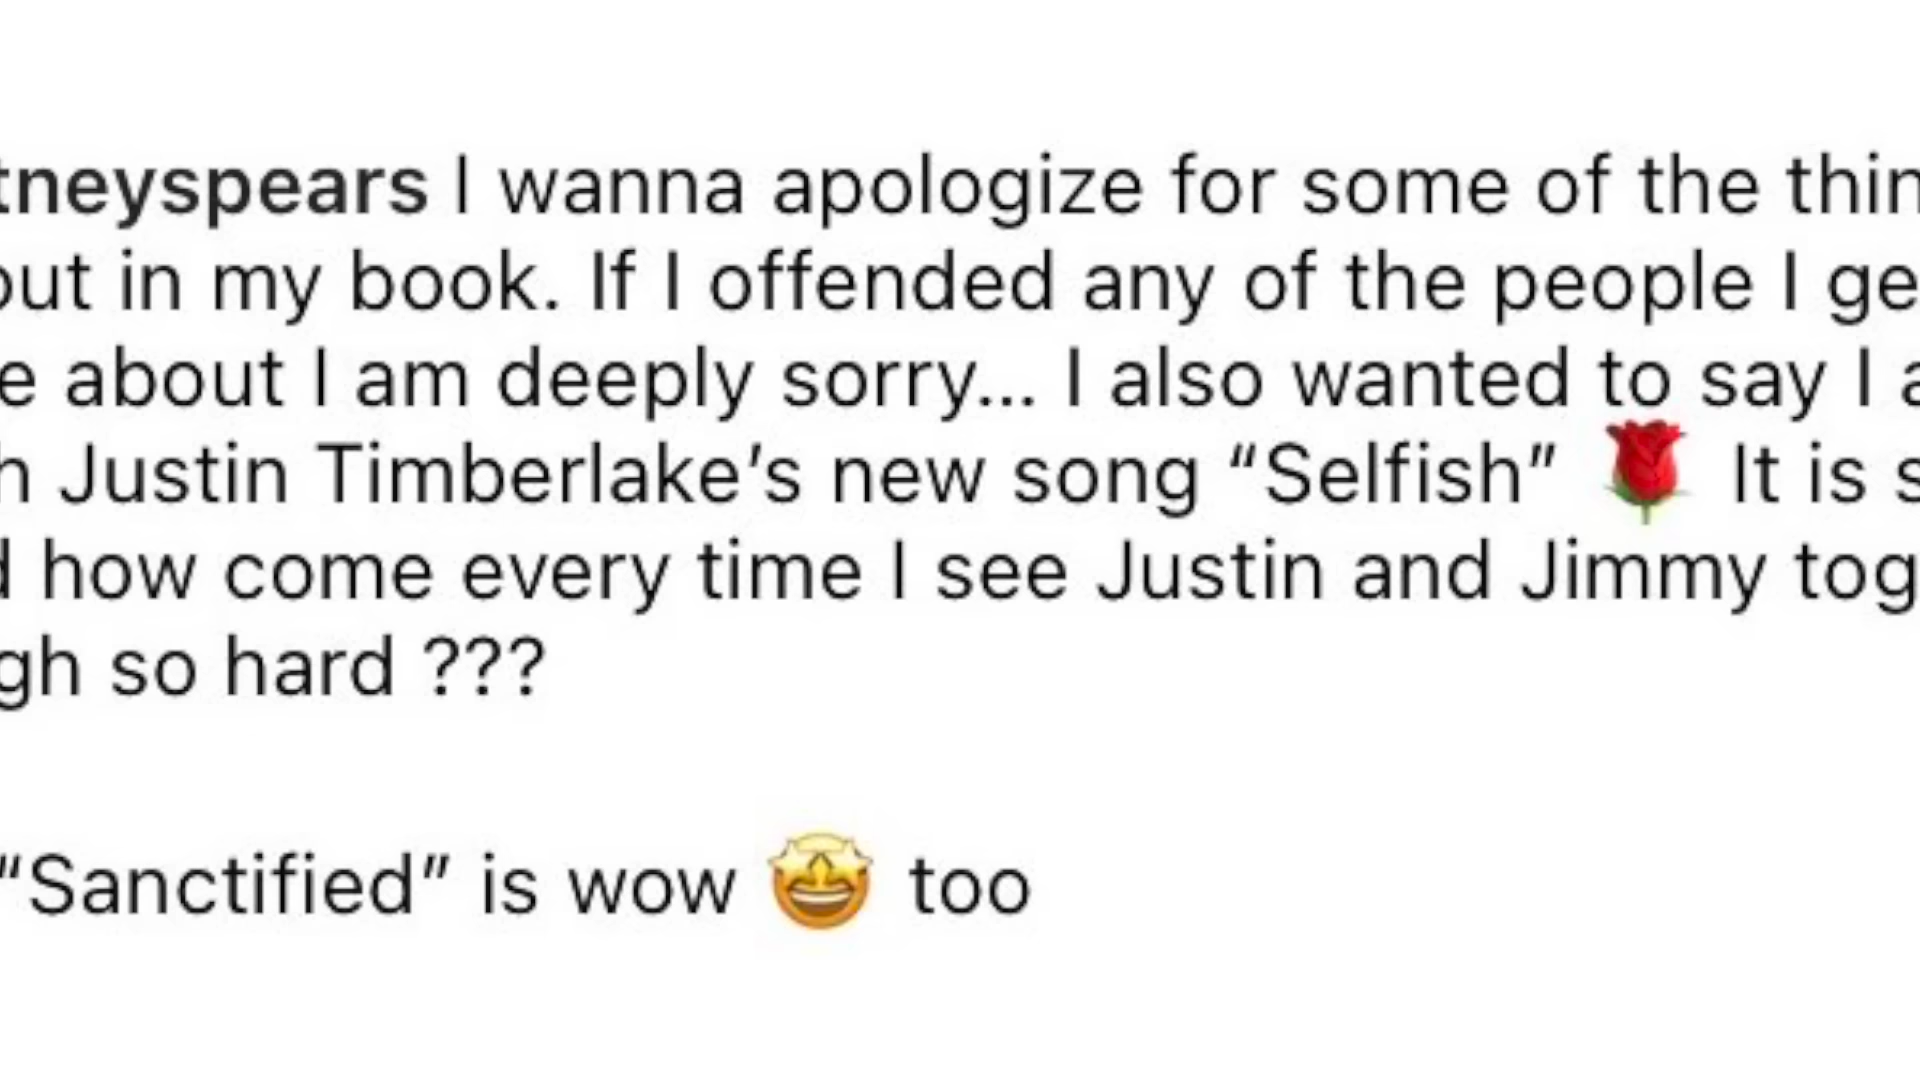 tneyspears I wanna apologize for some of the thin
out in my book. If I offended any of the people I ge
e about I am deeply sorry... I also wanted to say I a
h Justin Timberlake’s new song “Selfish” 🌹 It is s
d how come every time I see Justin and Jimmy tog
gh so hard ???
“Sanctified” is wow 🤩 too